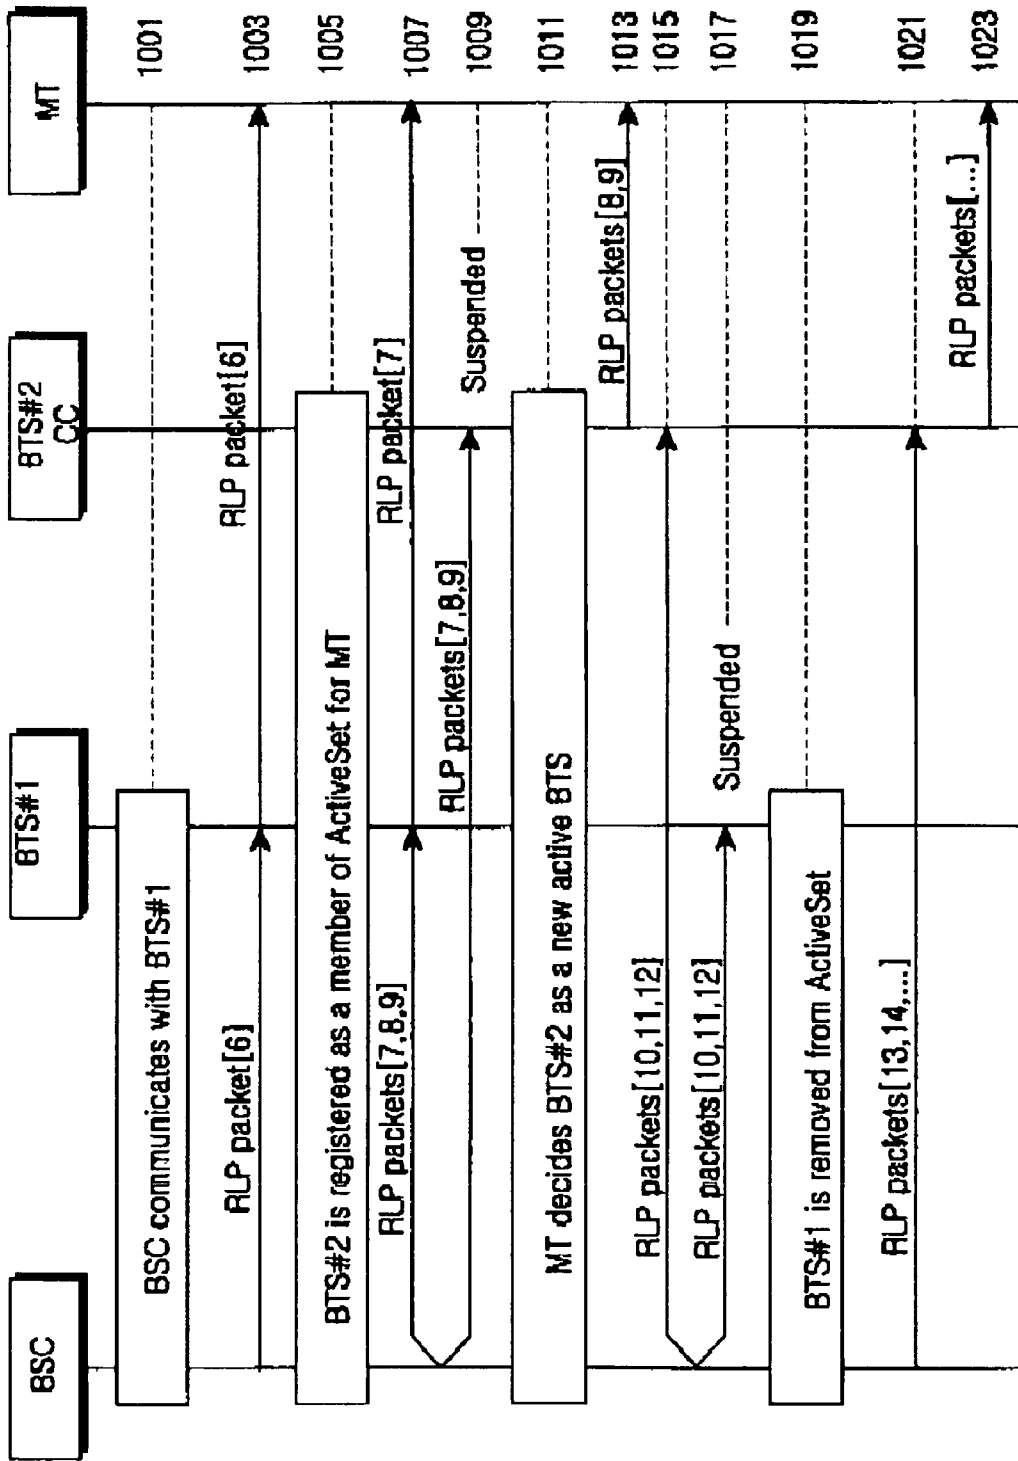 BSC
BTS#1
BTS#2
CC
MT
BSC communicates with BTS#1
1001
RLP packet[6]
RLP packet[6]
1003
BTS#2 is registered as a member of ActiveSet for MT
1005
RLP packets[7,8,9]
RLP packet[7]
1007
RLP packets[7,8,9]
Suspended
1009
MT decides BTS#2 as a new active BTS
1011
RLP packets[8,9]
1013
RLP packets[10,11,12]
1015
RLP packets[10,11,12]
Suspended
1017
BTS#1 is removed from ActiveSet
1019
RLP packets[13,14,...]
1021
RLP packets[...]
1023